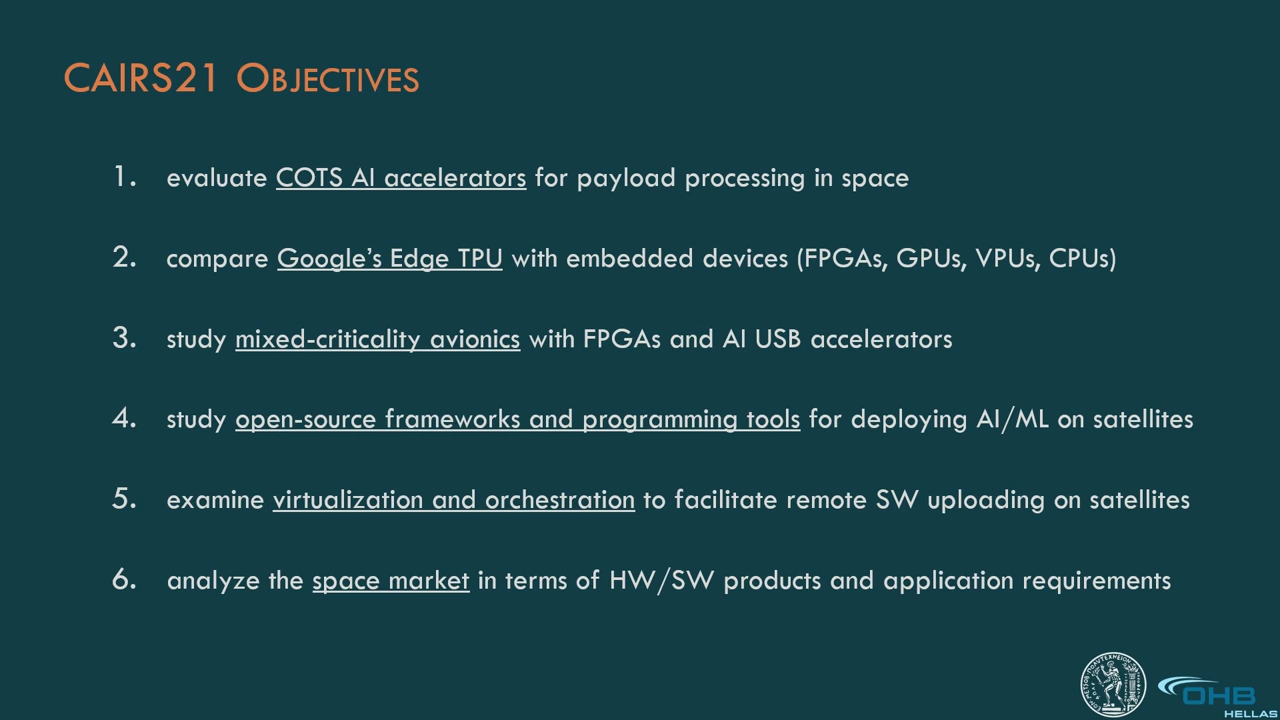 CAIRS21 OBJECTIVES
1. evaluate COTS AI accelerators for payload processing in space
2. compare Google's Edge TPU with embedded devices (FPGAs, GPUs, VPUs, CPUs)
3. study mixed-criticality avionics with FPGAs and AI USB accelerators
4. study open-source frameworks and programming tools for deploying AI/ML on satellites
5. examine virtualization and orchestration to facilitate remote SW uploading on satellites
6. analyze the space market in terms of HW/SW products and application requirements
OHB
HELLAS